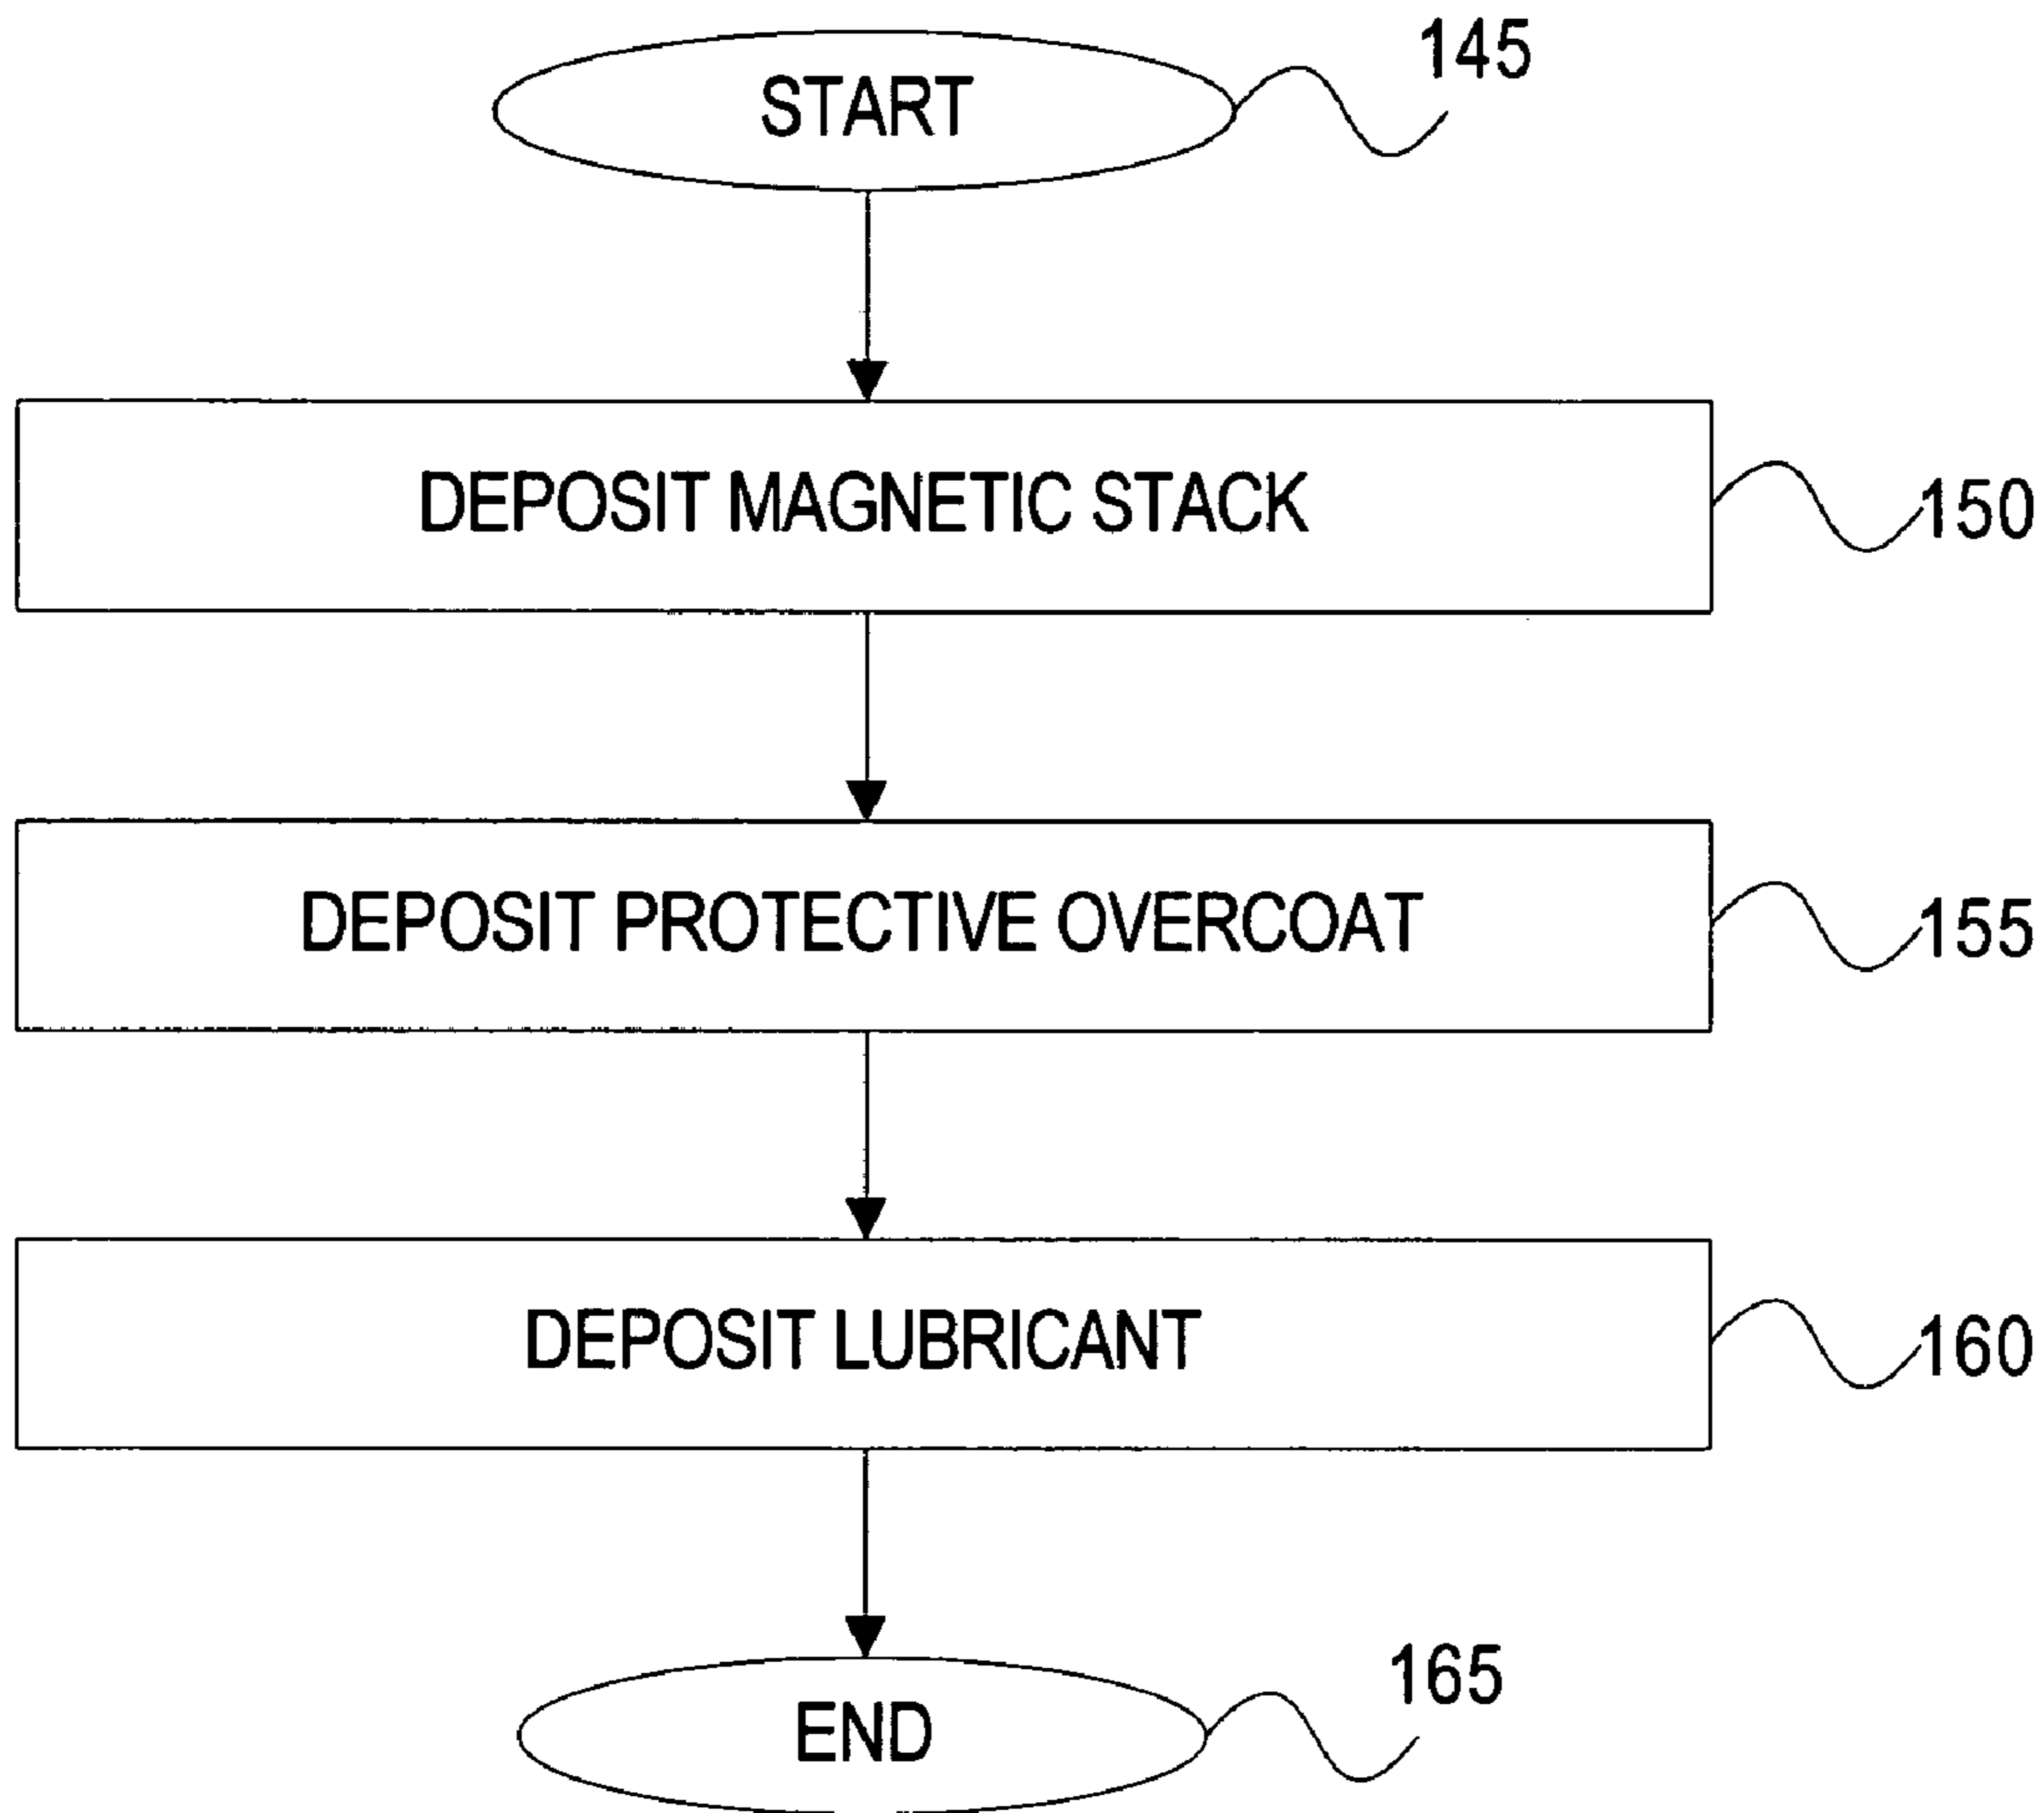 START
145
DEPOSIT MAGNETIC STACK
150
DEPOSIT PROTECTIVE OVERCOAT
155
DEPOSIT LUBRICANT
160
END
165